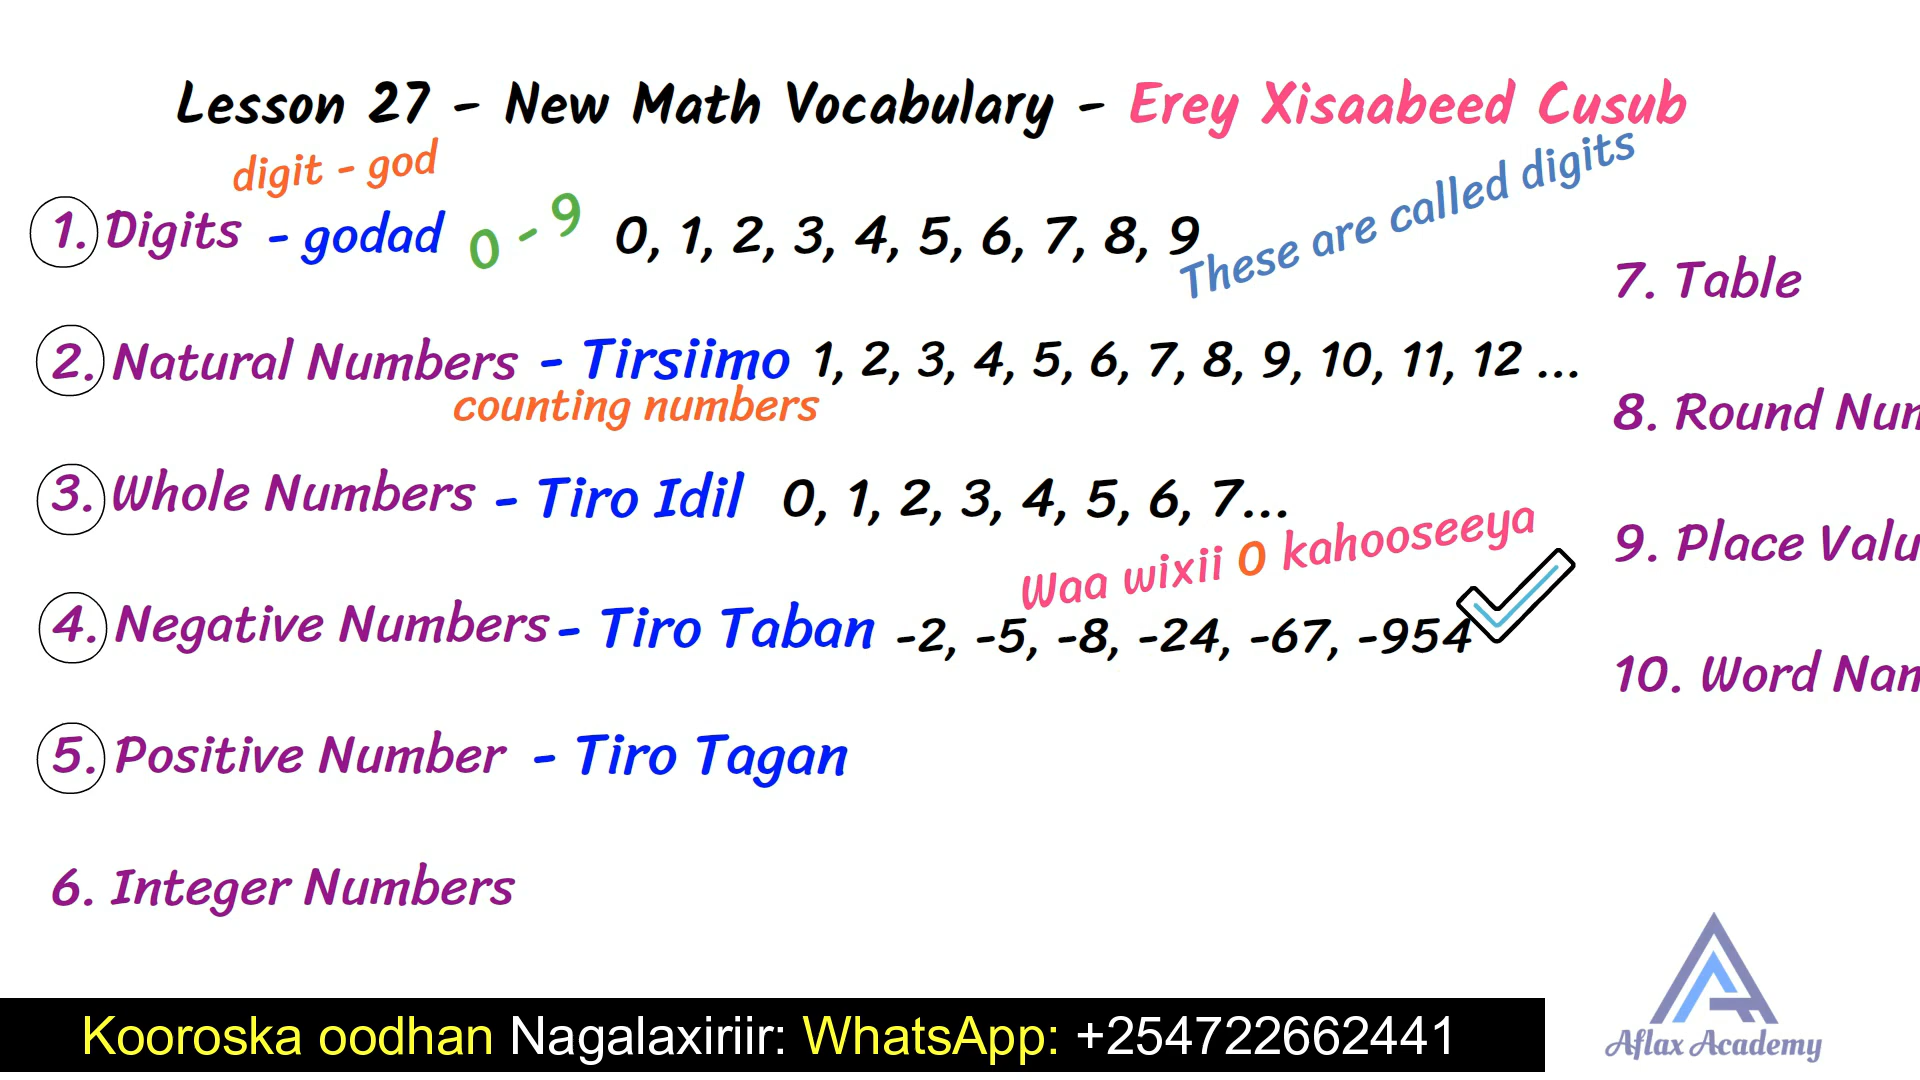 Lesson 27 - New Math Vocabulary - Erey Xisaabeed Cusub
digit - god
1. Digits - godad 0 - 9 0, 1, 2, 3, 4, 5, 6, 7, 8, 9
These are called digits
2. Natural Numbers - Tirsiimo 1, 2, 3, 4, 5, 6, 7, 8, 9, 10, 11, 12 ...
counting numbers
3. Whole Numbers - Tiro Idil 0, 1, 2, 3, 4, 5, 6, 7...
Waa wixii 0 kahooseeya
4. Negative Numbers - Tiro Taban -2, -5, -8, -24, -67, -954
5. Positive Number - Tiro Tagan
6. Integer Numbers
7. Table
8. Round
9. Place
10. Word
Kooroska oodhan Nagalaxiriir: WhatsApp: +254722662441
Aflax Academy